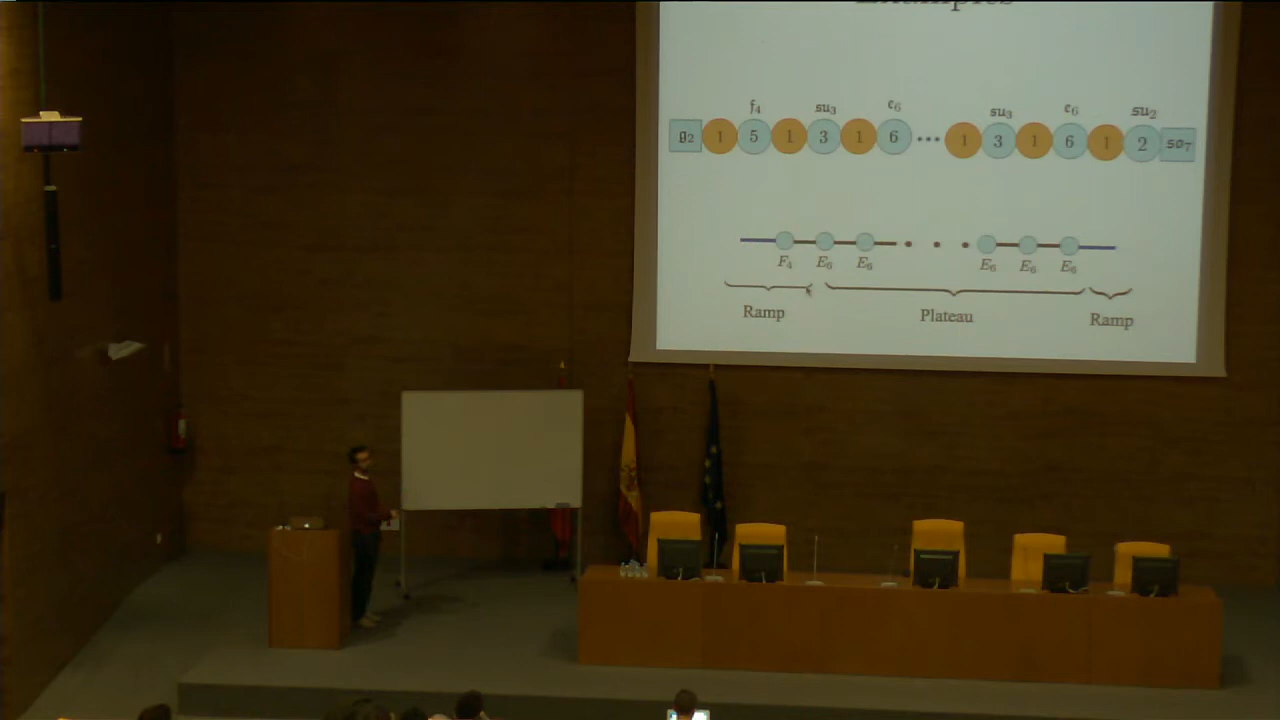 Examples
𝔣₄ 𝔰𝔲₃ 𝔢₆ 𝔰𝔲₃ 𝔢₆ 𝔰𝔲₂
𝔤₂ 1 5 1 3 1 6 ... 1 3 1 6 1 2 𝔰𝔬₇
F₄ E₆ E₆ E₆ E₆ E₆
Ramp Plateau Ramp